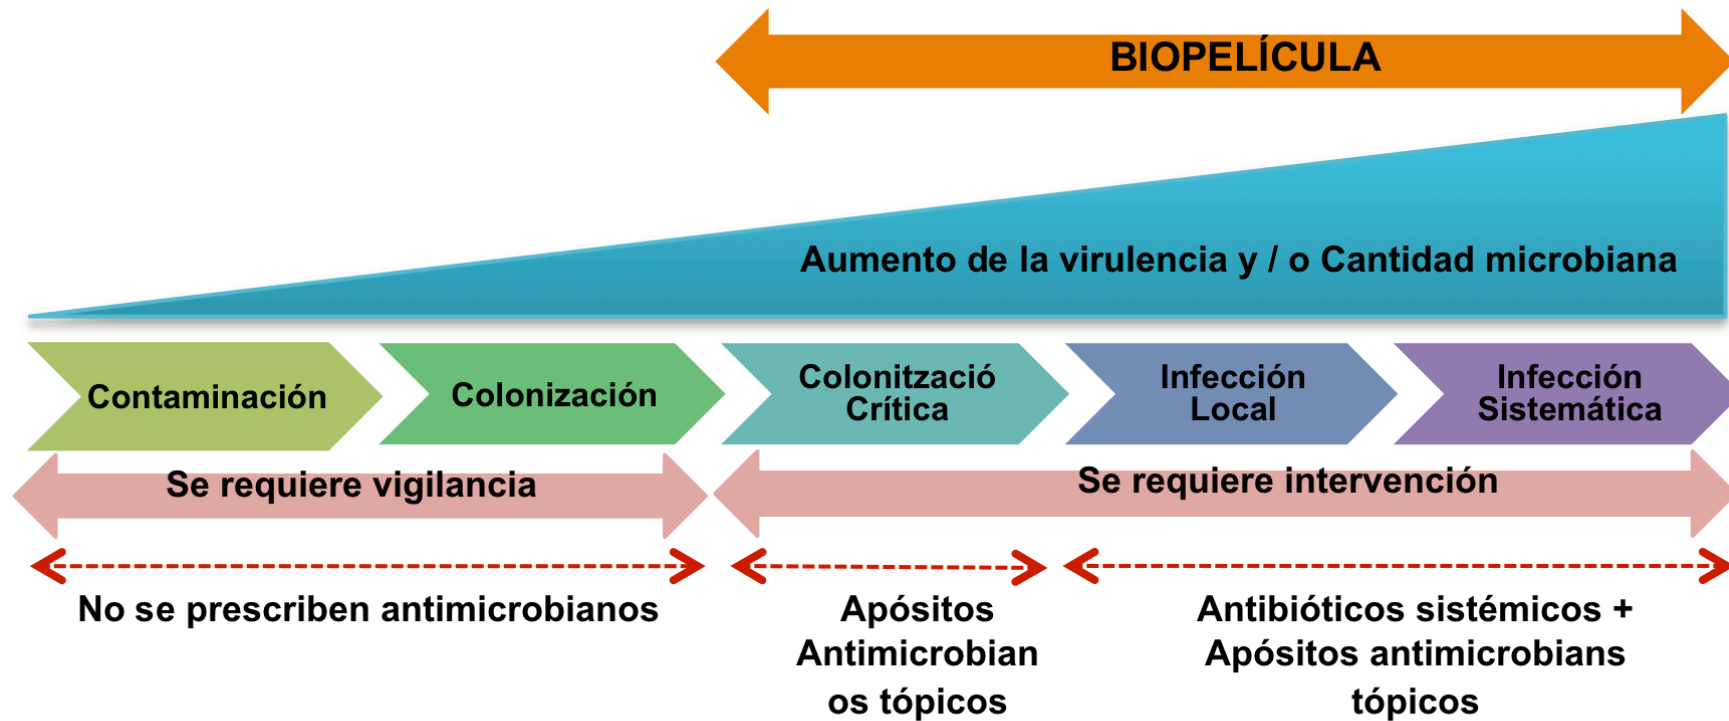 BIOPELÍCULA
Aumento de la virulencia y / o Cantidad microbiana
Contaminación
Colonización
Colonització
Crítica
Infección
Local
Infección
Sistemática
Se requiere vigilancia
Se requiere intervención
No se prescriben antimicrobianos
Apósitos
Antimicrobian
os tópicos
Antibióticos sistémicos +
Apósitos antimicrobians
tópicos